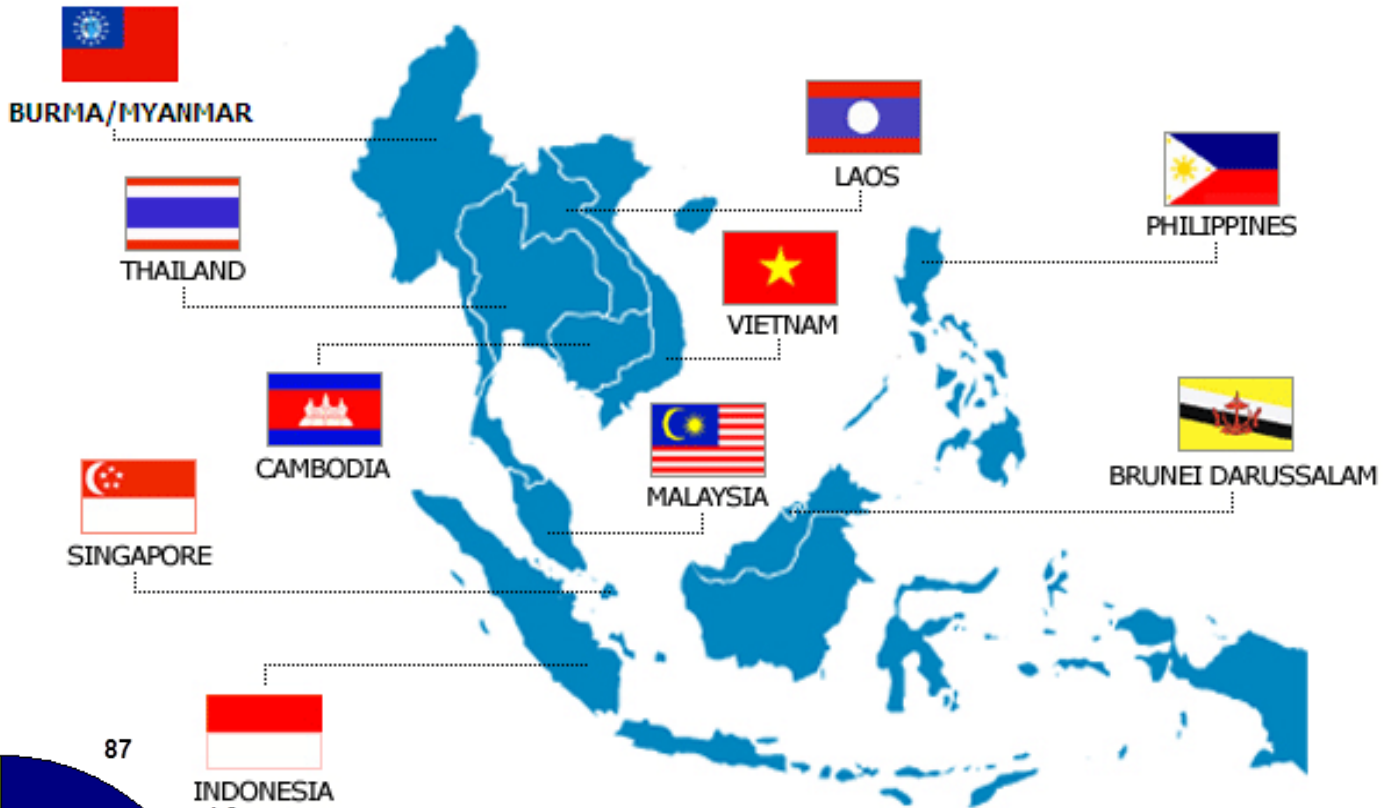 BURMA/MYANMAR
LAOS
PHILIPPINES
THAILAND
VIETNAM
CAMBODIA
MALAYSIA
BRUNEI DARUSSALAM
SINGAPORE
87
INDONESIA